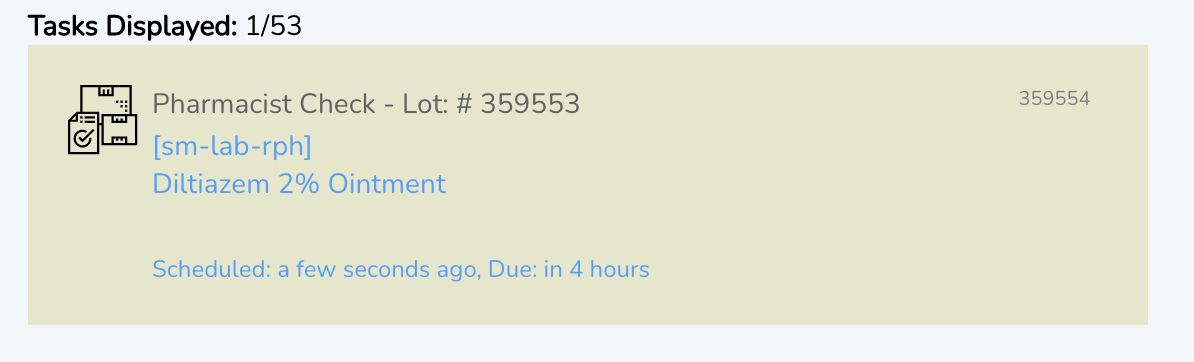 Tasks Displayed: 1/53
Pharmacist Check - Lot: # 359553
359554
[sm-lab-rph]
Diltiazem 2% Ointment
Scheduled: a few seconds ago, Due: in 4 hours